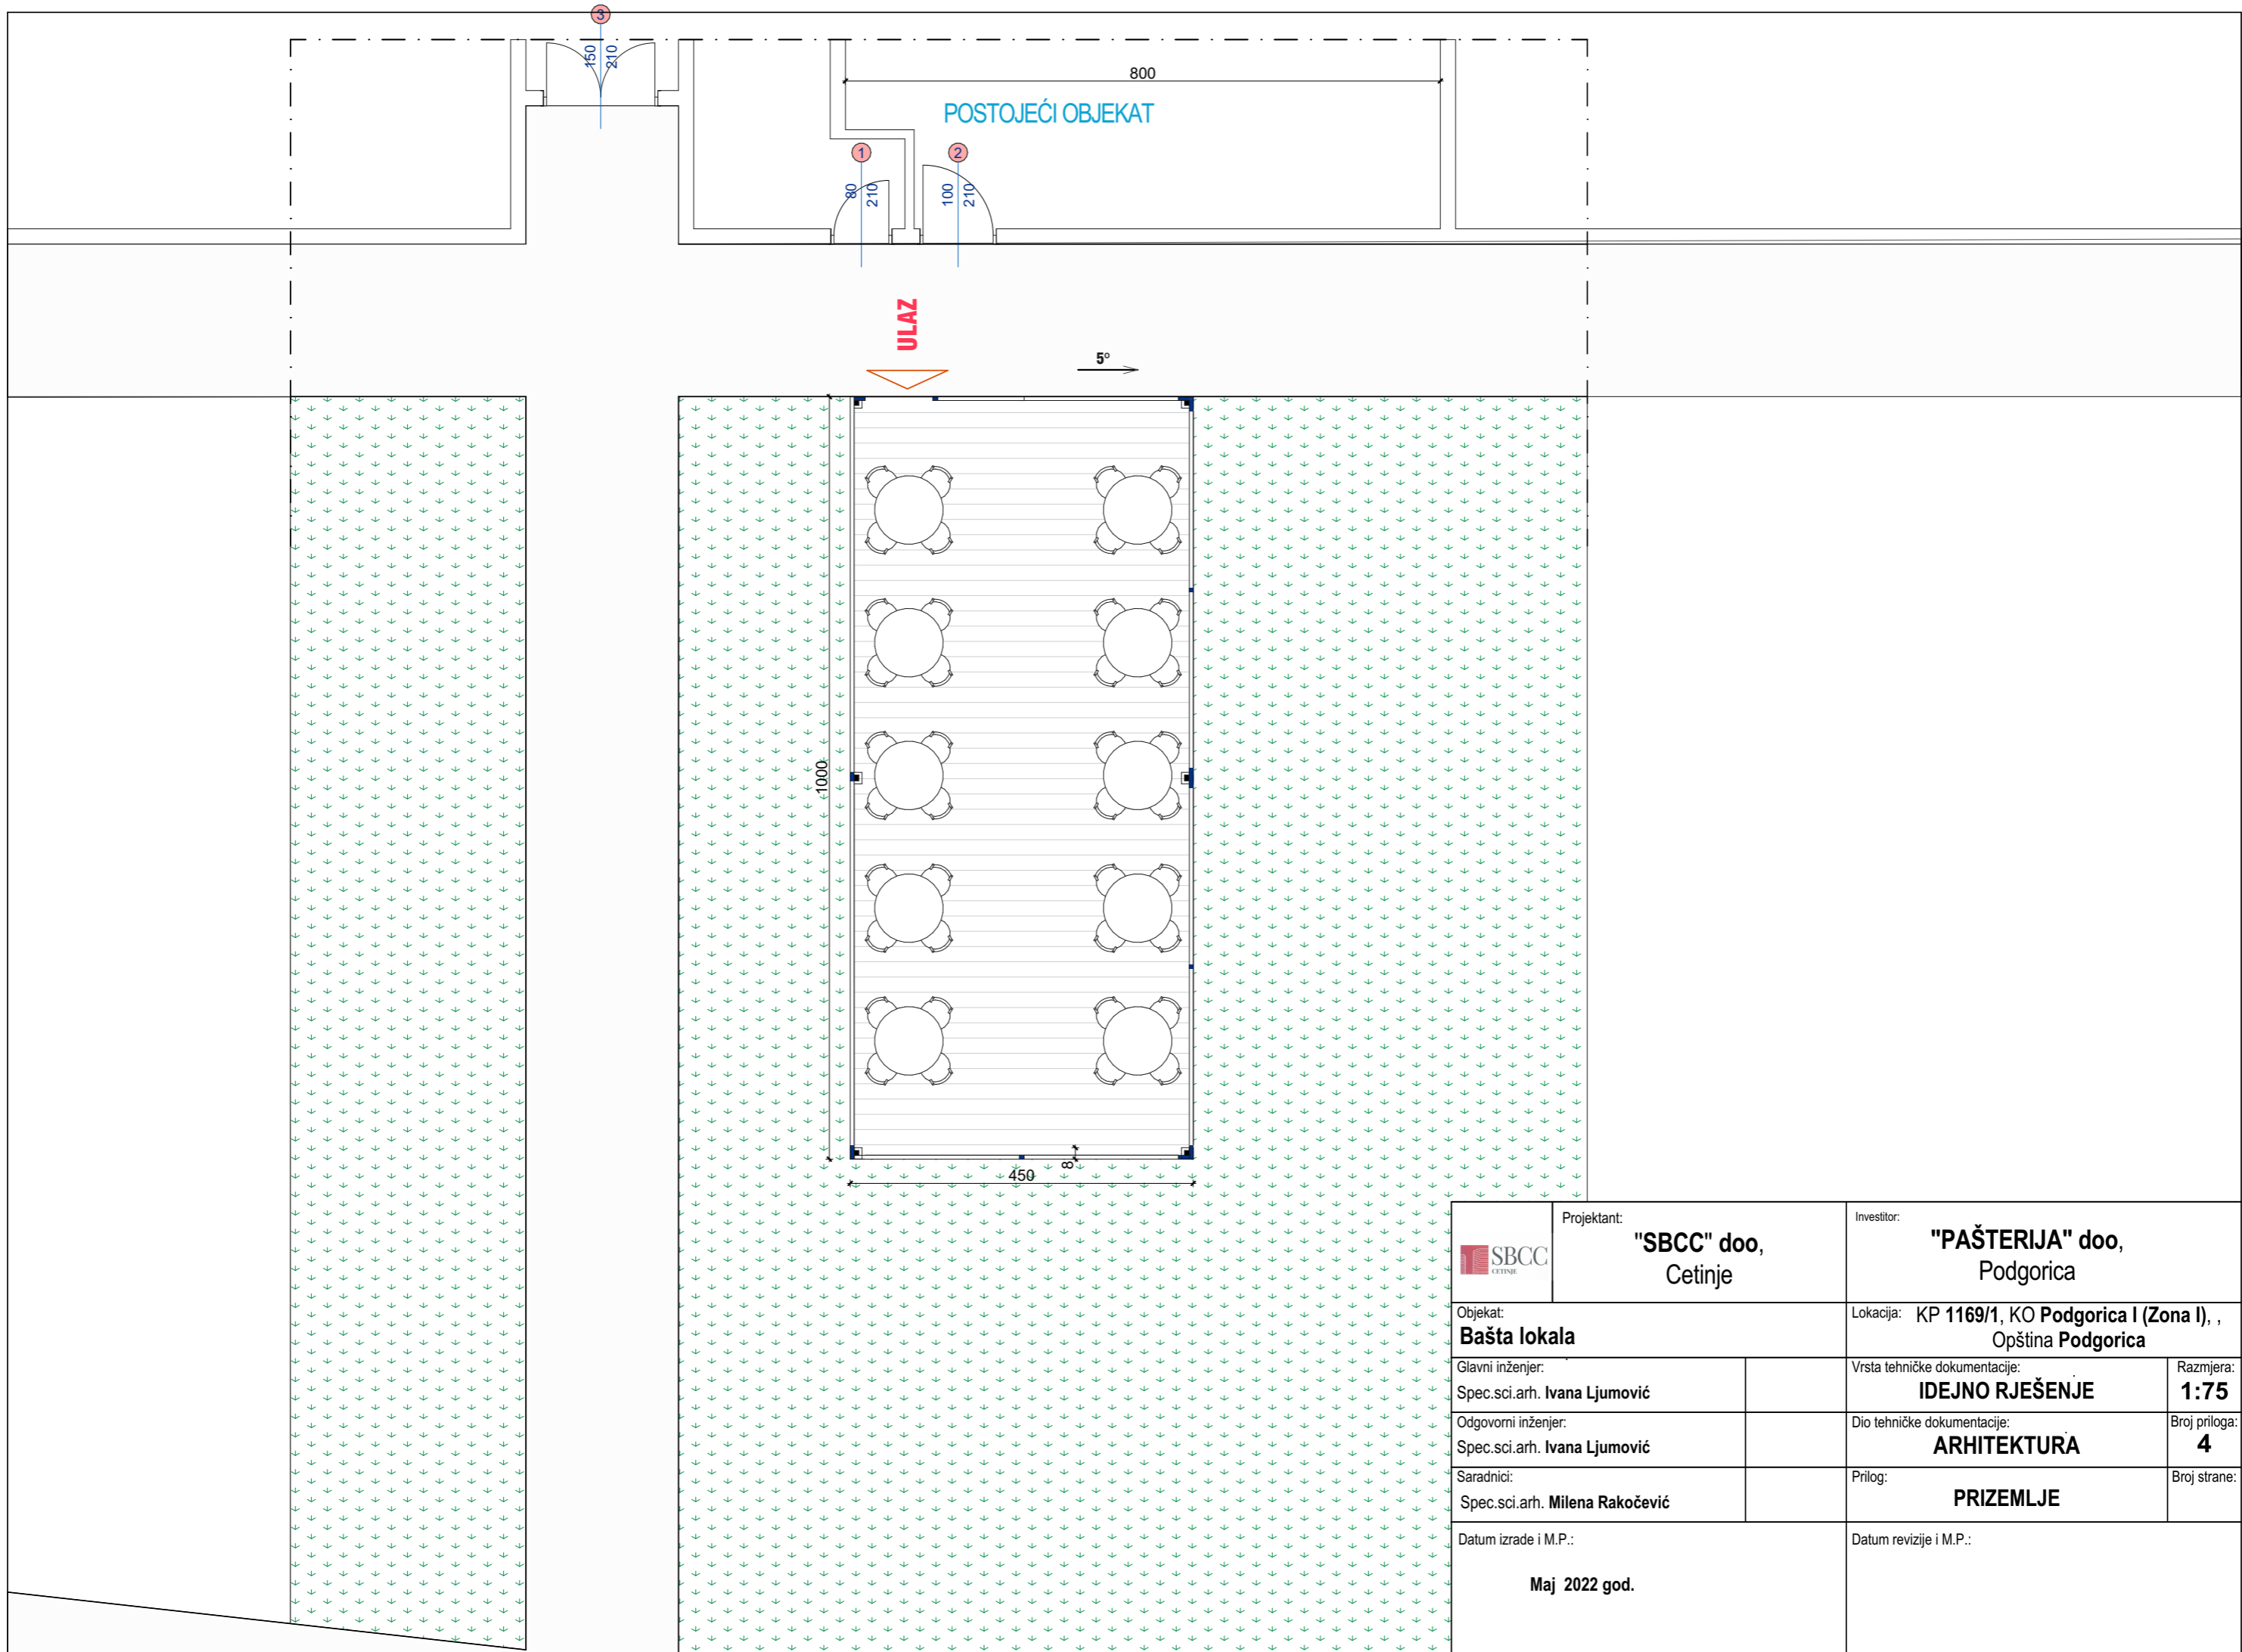 3
150
210
800
POSTOJEĆI OBJEKAT
1
2
80
210
100
210
ULAZ
5°
1000
8
450
SBCC
CETINJE
Projektant:
"SBCC" doo,
Cetinje
Investitor:
"PAŠTERIJA" doo,
Podgorica
Objekat:
Bašta lokala
Lokacija: KP 1169/1, KO Podgorica I (Zona I), ,
Opština Podgorica
Glavni inženjer:
Spec.sci.arh. Ivana Ljumović
Vrsta tehničke dokumentacije:
IDEJNO RJEŠENJE
Razmjera:
1:75
Odgovorni inženjer:
Spec.sci.arh. Ivana Ljumović
Dio tehničke dokumentacije:
ARHITEKTURA
Broj priloga:
4
Saradnici:
Spec.sci.arh. Milena Rakočević
Prilog:
PRIZEMLJE
Broj strane:
Datum izrade i M.P.:
Maj 2022 god.
Datum revizije i M.P.: